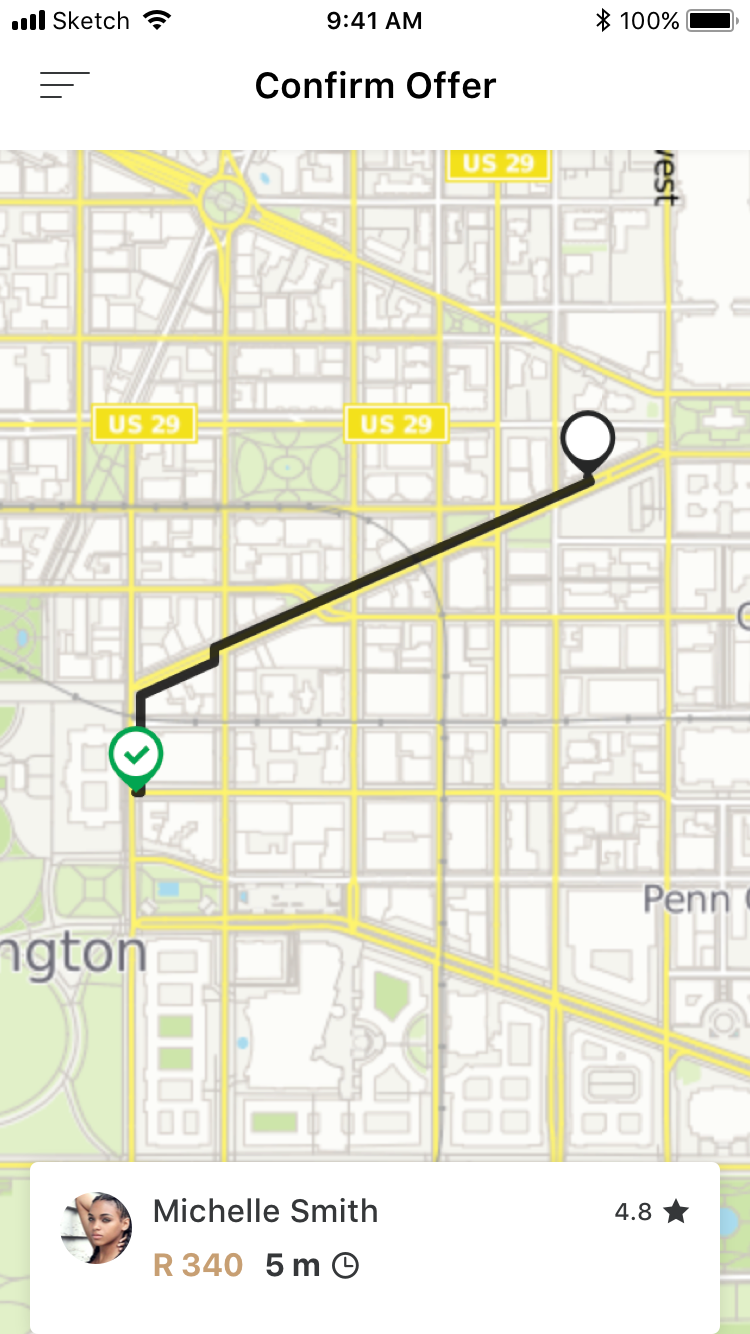 Sketch 9:41 AM 100%
Confirm Offer
US 29
vest
US 29 US 29
Penn
ngton
Michelle Smith 4.8
R 340 5 m